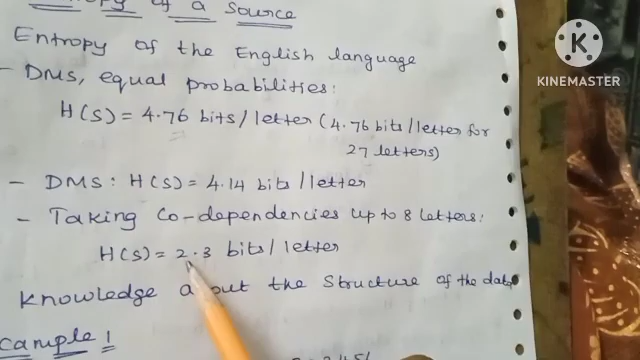 Entropy of a Source
Entropy of the English language
- DMS, equal probabilities:
H(S) = 4.76 bits/letter (4.76 bits/letter for
27 letters)
- DMS: H(S) = 4.14 bits/letter
- Taking Co-dependencies up to 8 letters:
H(S) = 2.3 bits/letter
Knowledge about the structure of the data
Example 1
KINEMASTER